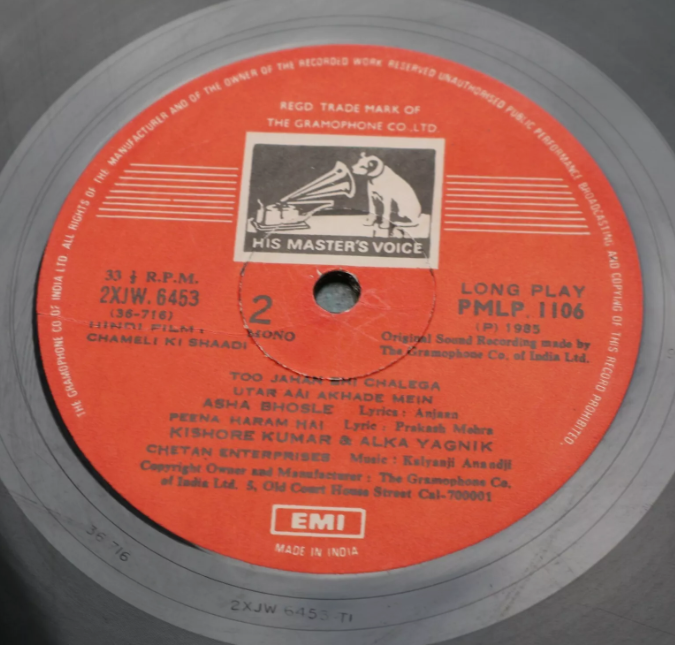 THE GRAMOPHONE CO. OF INDIA LTD. ALL RIGHTS OF THE MANUFACTURER AND OF THE OWNER OF THE RECORDED WORK RESERVED UNAUTHORISED PUBLIC PERFORMANCE BROADCASTING AND COPYING OF THIS RECORD PROHIBITED.
REGD. TRADE MARK OF
THE GRAMOPHONE CO. LTD.
HIS MASTER'S VOICE
33 ⅓ R.P.M.
2XJW. 6453
(36-716)
HINDI FILM:
CHAMELI KI SHAADI
2
MONO
LONG PLAY
PMLP. 1106
(P) 1985
Original Sound Recording made by
The Gramophone Co. of India Ltd.
TOO JAHAN BHI CHALEGA
UTAR AAI AKHADE MEIN
ASHA BHOSLE Lyrics : Anjaan
PEENA HARAM HAI Lyric : Prakash Mehra
KISHORE KUMAR & ALKA YAGNIK
CHETAN ENTERPRISES Music : Kalyanji Anandji
Copyright Owner and Manufacturer : The Gramophone Co.
of India Ltd. 5, Old Court House Street Cal-700001
EMI
MADE IN INDIA
36 716
2XJW 6453 T1